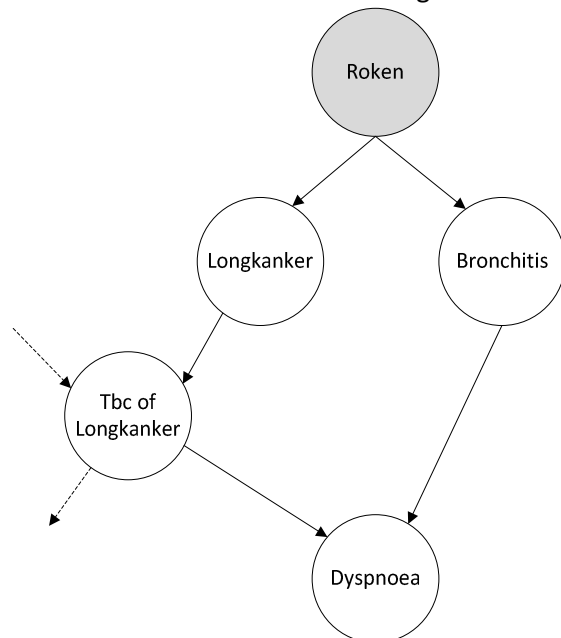 Roken
Longkanker
Bronchitis
Tbc of
Longkanker
Dyspnoea